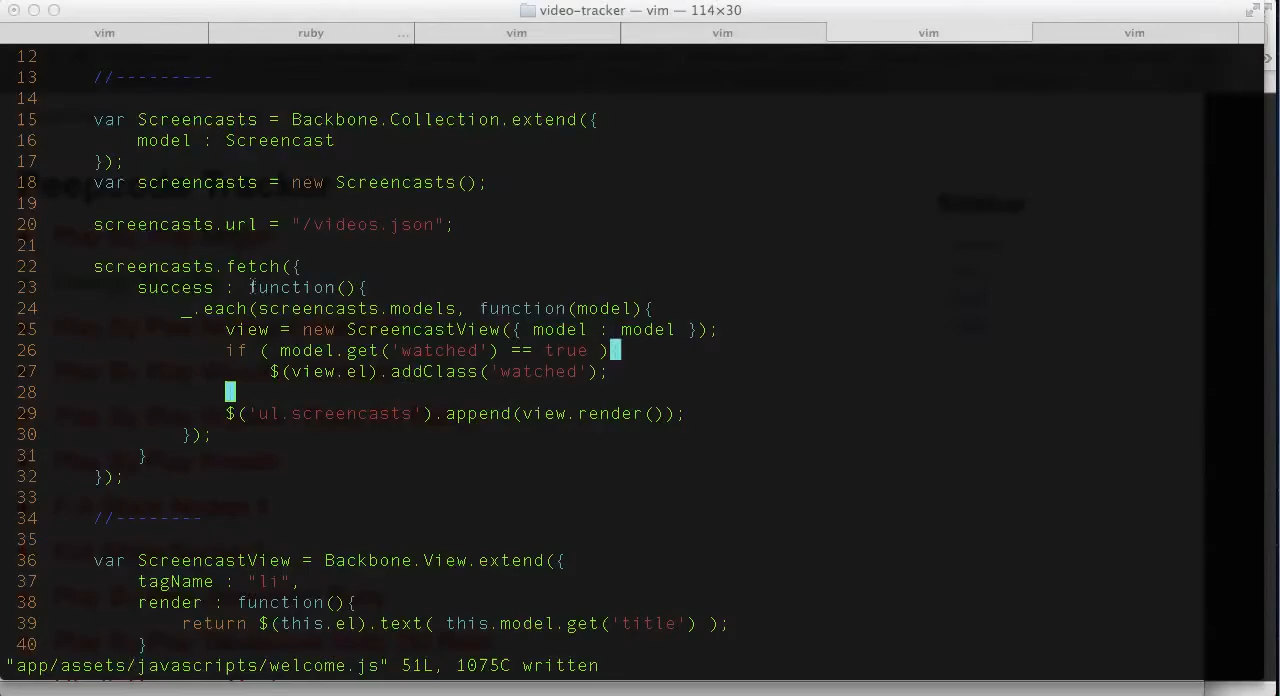 video-tracker — vim — 114×30
vim ruby ... vim vim vim vim
12
13 //---------
14
15 var Screencasts = Backbone.Collection.extend({
16 model : Screencast
17 });
18 var screencasts = new Screencasts();
19
20 screencasts.url = "/videos.json";
21
22 screencasts.fetch({
23 success : function(){
24 _.each(screencasts.models, function(model){
25 view = new ScreencastView({ model : model });
26 if ( model.get('watched') == true ){
27 $(view.el).addClass('watched');
28 }
29 $('ul.screencasts').append(view.render());
30 });
31 }
32 });
33
34 //--------
35
36 var ScreencastView = Backbone.View.extend({
37 tagName : "li",
38 render : function(){
39 return $(this.el).text( this.model.get('title') );
40 }
"app/assets/javascripts/welcome.js" 51L, 1075C written